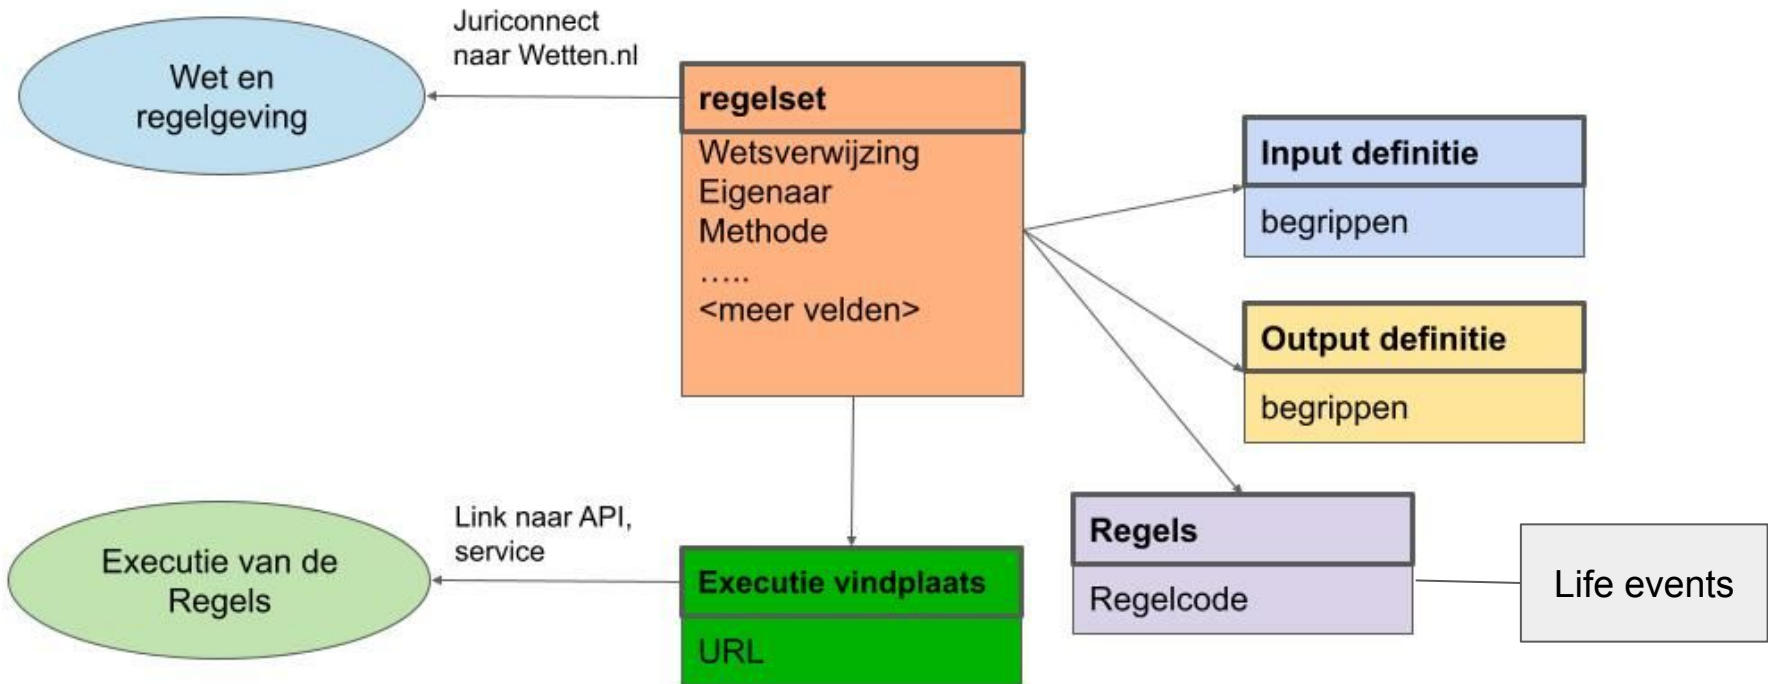 Juriconnect
naar Wetten.nl
Wet en
regelgeving
regelset
Wetsverwijzing
Eigenaar
Methode
.....
<meer velden>
Input definitie
begrippen
Output definitie
begrippen
Link naar API,
service
Executie van de
Regels
Executie vindplaats
URL
Regels
Regelcode
Life events